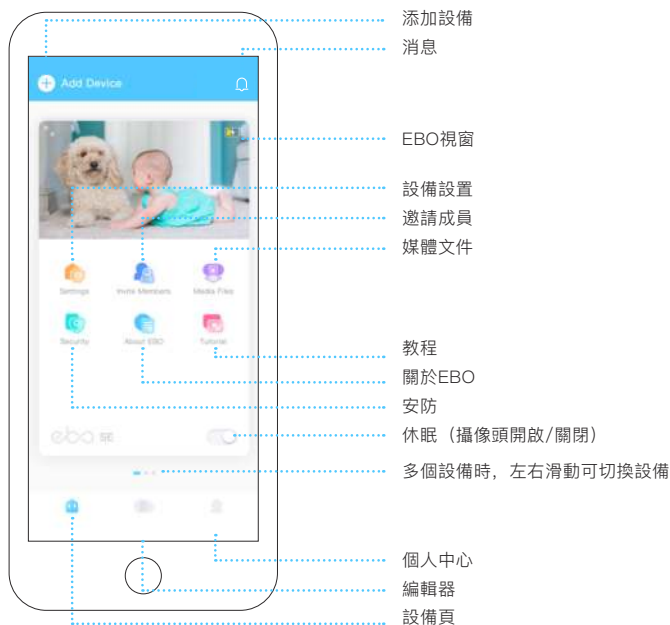 添加設備
消息
Add Device
EBO視窗
設備設置
邀請成員
媒體文件
Settings
Invite Members
Media Files
Security
About EBO
Tutorial
教程
關於EBO
安防
ebo SE
休眠（攝像頭開啟/關閉）
多個設備時，左右滑動可切換設備
個人中心
編輯器
設備頁